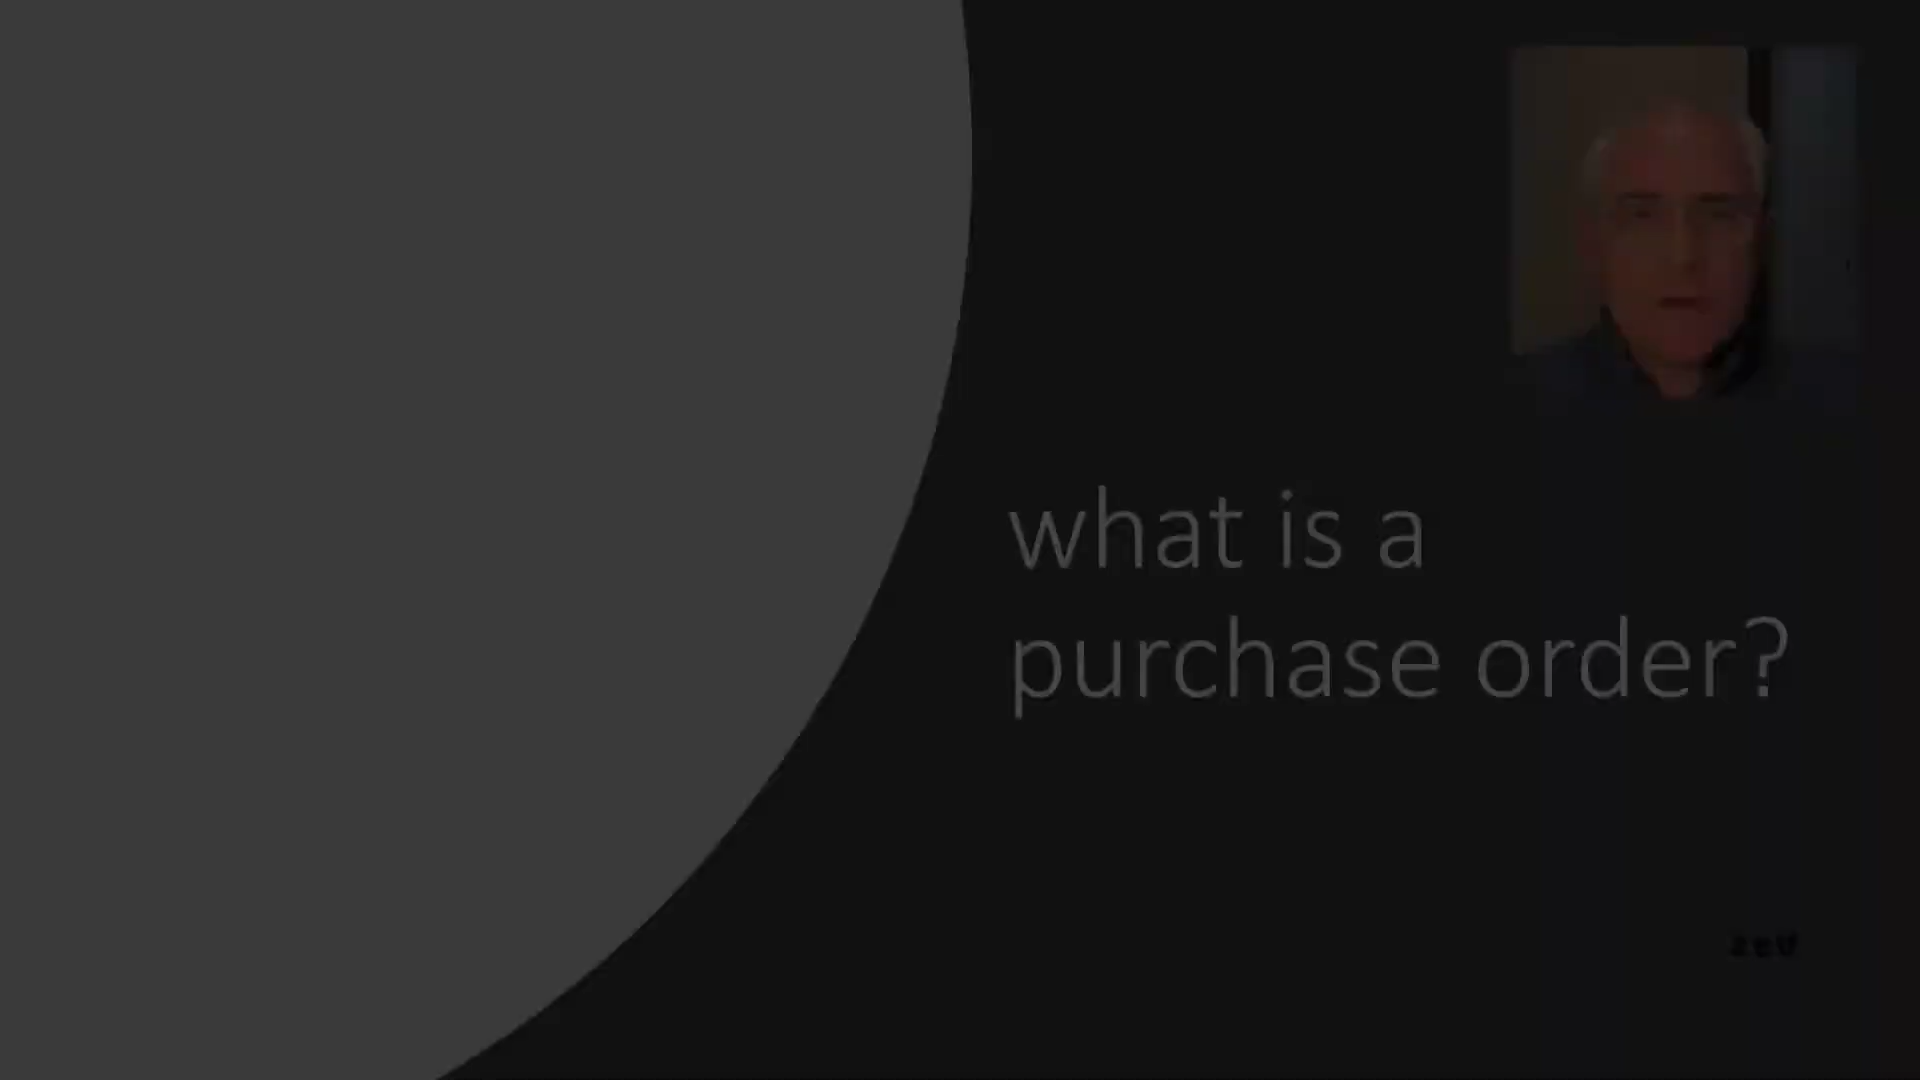 what is a
purchase order?